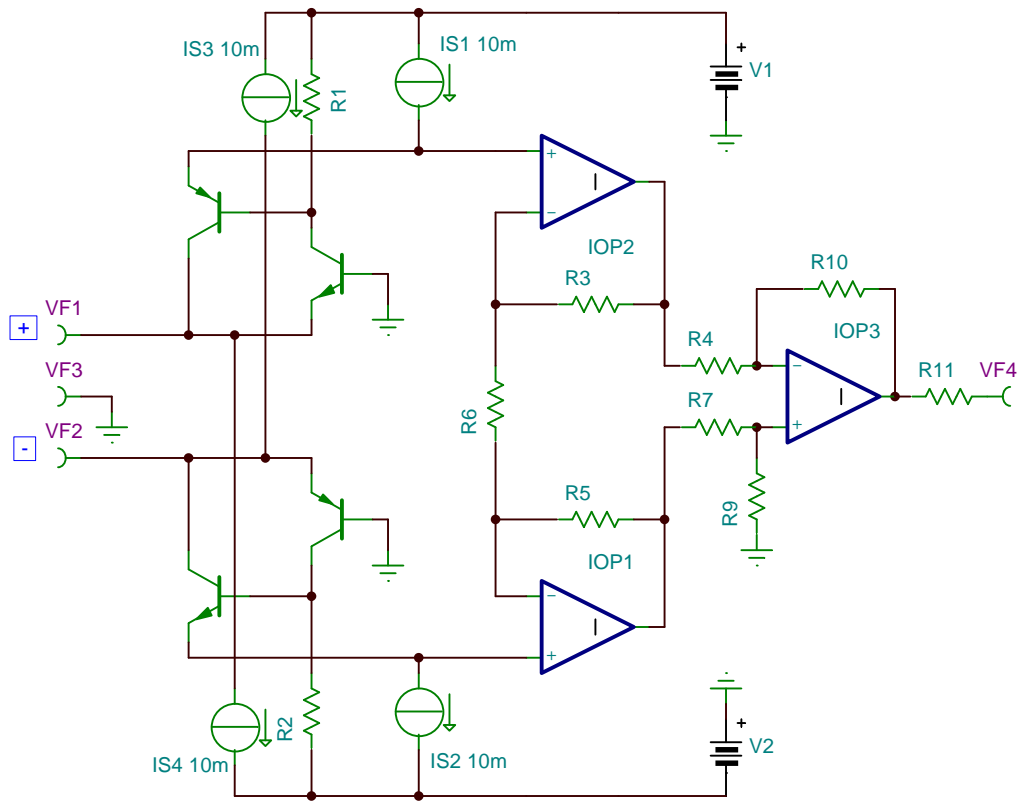 IS3 10m
IS1 10m
V1
R1
+
+
-
IOP2
R3
R10
VF1
+
IOP3
R4
VF3
R11
VF4
-
R6
R7
+
VF2
-
R5
R9
IOP1
-
+
R2
+
V2
IS4 10m
IS2 10m